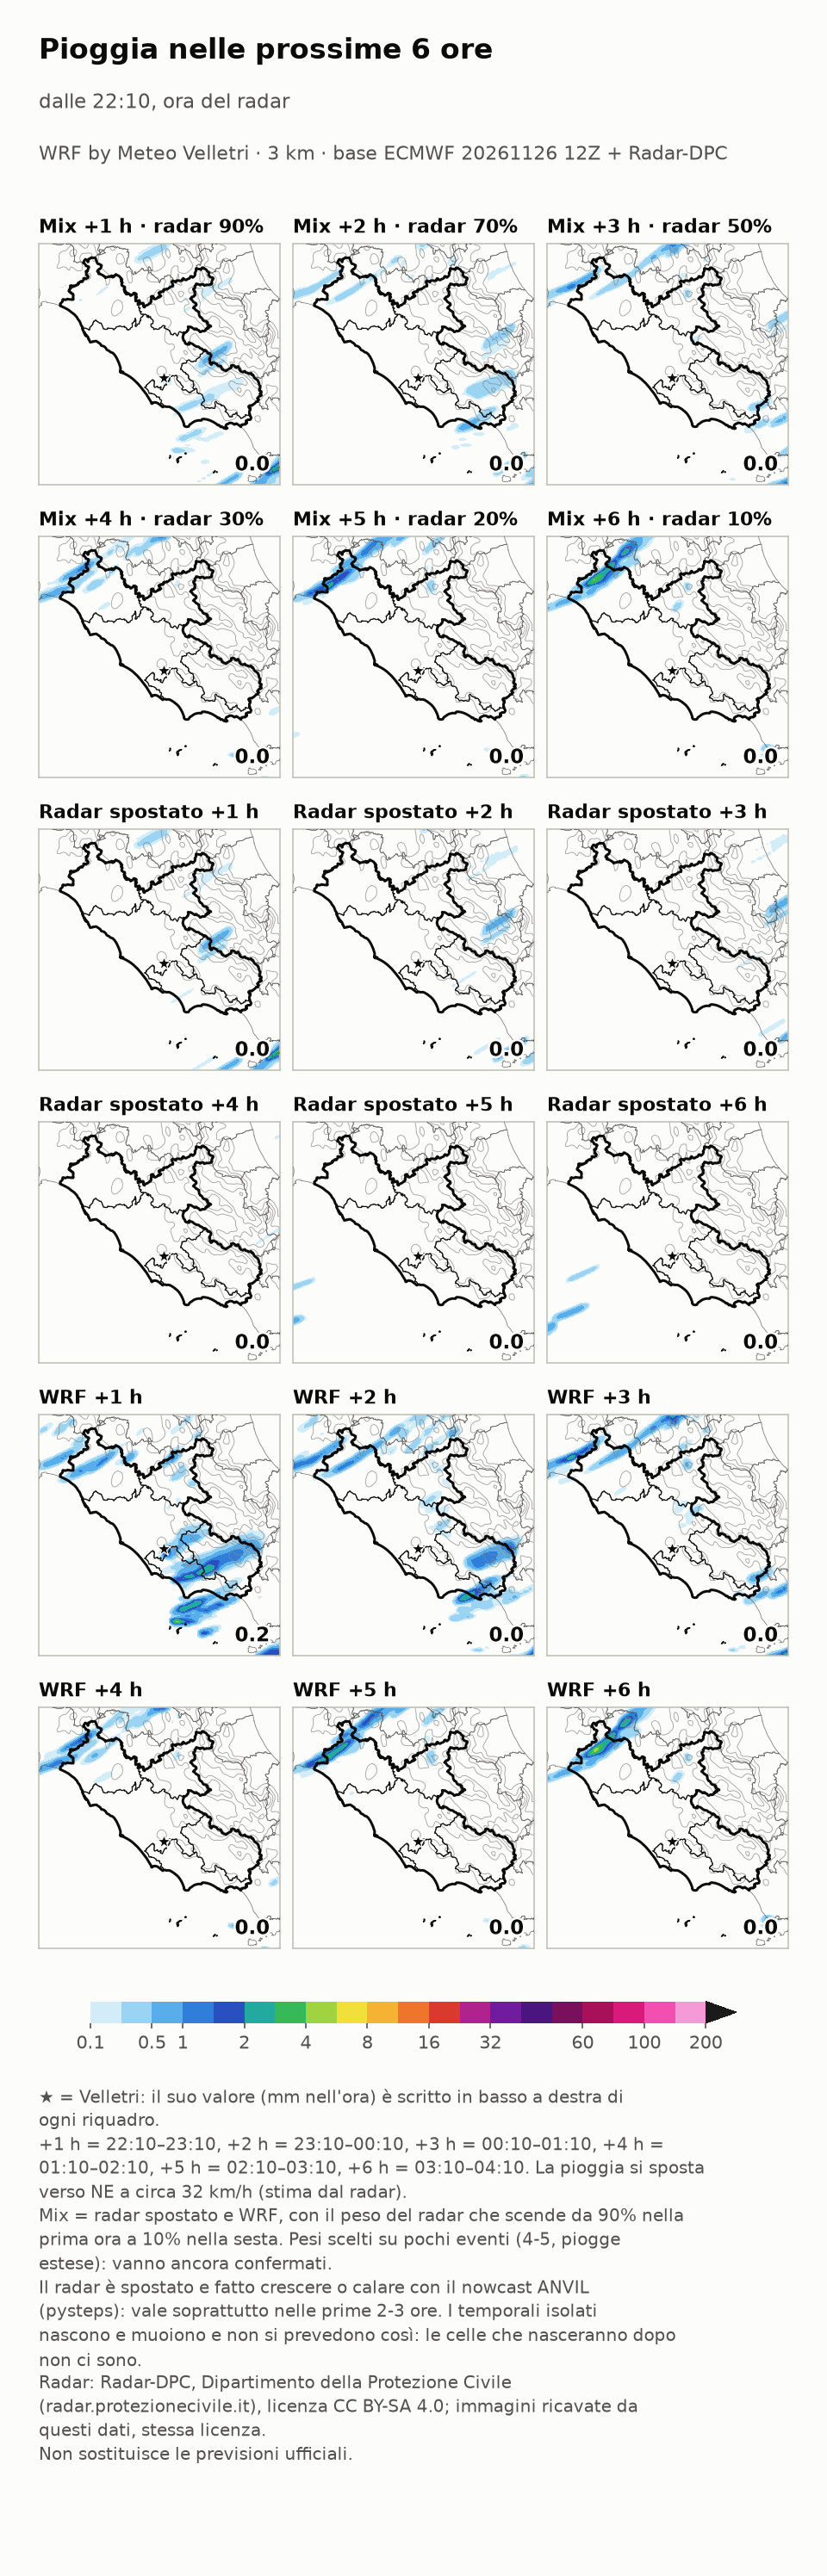 Pioggia nelle prossime 6 ore
dalle 22:10, ora del radar
WRF by Meteo Velletri · 3 km · base ECMWF 20261126 12Z + Radar-DPC
Mix +1 h · radar 90%
Mix +2 h · radar 70%
Mix +3 h · radar 50%
0.0
0.0
0.0
Mix +4 h · radar 30%
Mix +5 h · radar 20%
Mix +6 h · radar 10%
0.0
0.0
0.0
Radar spostato +1 h
Radar spostato +2 h
Radar spostato +3 h
0.0
0.0
0.0
Radar spostato +4 h
Radar spostato +5 h
Radar spostato +6 h
0.0
0.0
0.0
WRF +1 h
WRF +2 h
WRF +3 h
0.2
0.0
0.0
WRF +4 h
WRF +5 h
WRF +6 h
0.0
0.0
0.0
0.1 0.5 1 2 4 8 16 32 60 100 200
★ = Velletri: il suo valore (mm nell'ora) è scritto in basso a destra di
ogni riquadro.
+1 h = 22:10–23:10, +2 h = 23:10–00:10, +3 h = 00:10–01:10, +4 h =
01:10–02:10, +5 h = 02:10–03:10, +6 h = 03:10–04:10. La pioggia si sposta
verso NE a circa 32 km/h (stima dal radar).
Mix = radar spostato e WRF, con il peso del radar che scende da 90% nella
prima ora a 10% nella sesta. Pesi scelti su pochi eventi (4-5, piogge
estese): vanno ancora confermati.
Il radar è spostato e fatto crescere o calare con il nowcast ANVIL
(pysteps): vale soprattutto nelle prime 2-3 ore. I temporali isolati
nascono e muoiono e non si prevedono così: le celle che nasceranno dopo
non ci sono.
Radar: Radar-DPC, Dipartimento della Protezione Civile
(radar.protezionecivile.it), licenza CC BY-SA 4.0; immagini ricavate da
questi dati, stessa licenza.
Non sostituisce le previsioni ufficiali.